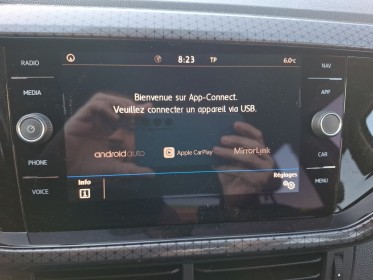 RADIO
MEDIA
PHONE
VOICE
8:23 TP 6.0°C
Bienvenue sur App-Connect.
Veuillez connecter un appareil via USB.
androidauto Apple CarPlay MirrorLink
Info Réglages
NAV
APP
CAR
MENU